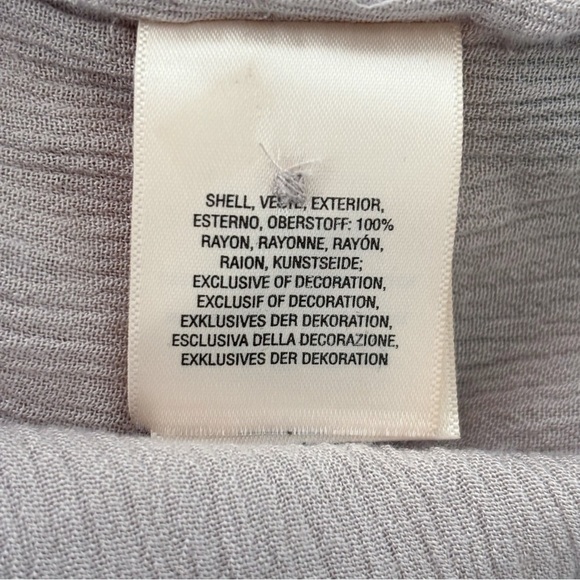 SHELL, EXTERIOR,
ESTERNO, OBERSTOFF: 100%
RAYON, RAYONNE, RAYÓN,
RAION, KUNSTSEIDE;
EXCLUSIVE OF DECORATION,
EXCLUSIF OF DECORATION,
EXKLUSIVES DER DEKORATION,
ESCLUSIVA DELLA DECORAZIONE,
EXKLUSIVES DER DEKORATION